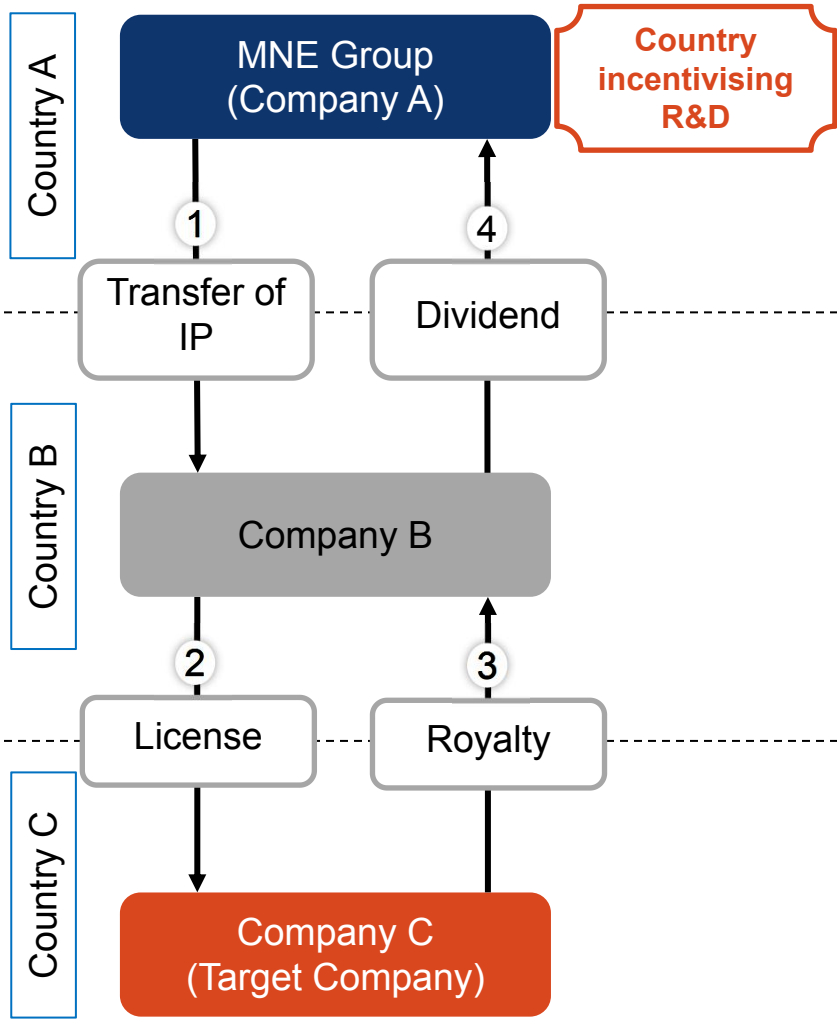 Country A
MNE Group
(Company A)
Country
incentivising
R&D
1
4
Transfer of
IP
Dividend
Country B
Company B
2
3
License
Royalty
Country C
Company C
(Target Company)